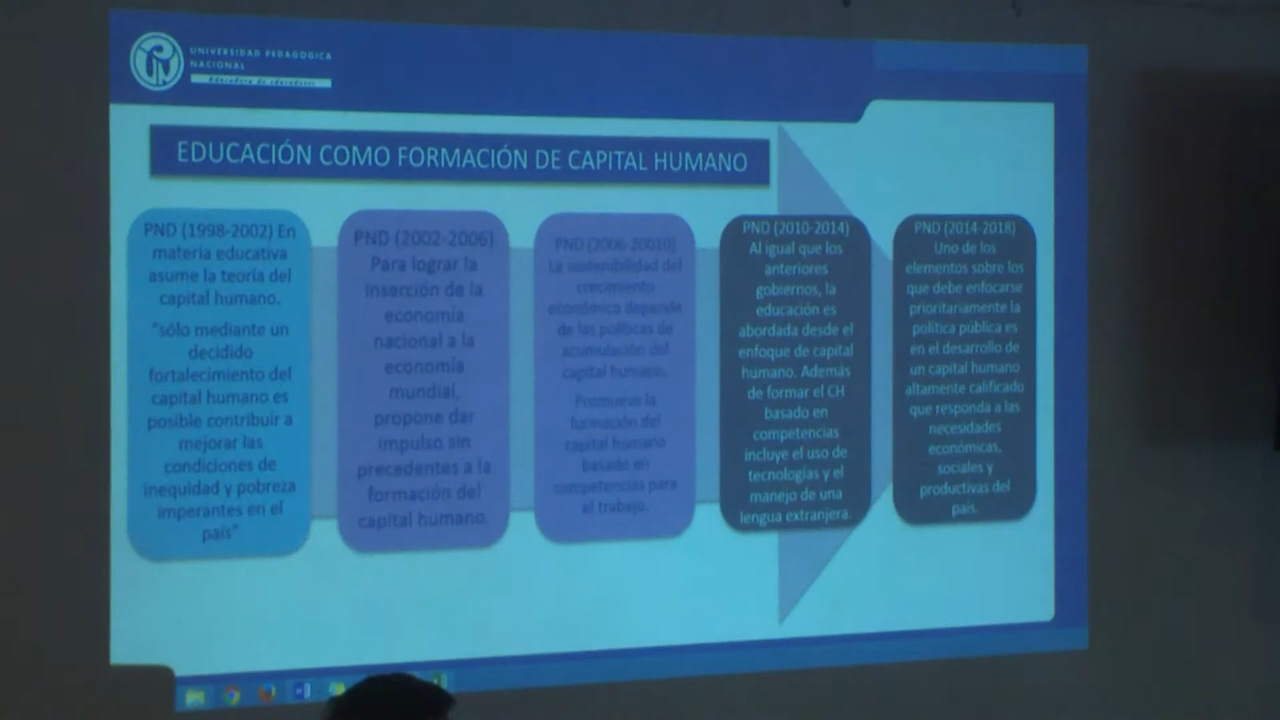 UNIVERSIDAD PEDAGOGICA
NACIONAL
Educadora de educadores
EDUCACIÓN COMO FORMACIÓN DE CAPITAL HUMANO
PND (1998-2002) En
materia educativa
asume la teoría del
capital humano.
"sólo mediante un
decidido
fortalecimiento del
capital humano es
posible contribuir a
mejorar las
condiciones de
inequidad y pobreza
imperantes en el
país"
PND (2002-2006)
Para lograr la
inserción de la
economía
nacional a la
economía
mundial,
propone dar
impulso sin
precedentes a la
formación del
capital humano.
PND (2006-20010)
La sostenibilidad del
crecimiento
económico depende
de las políticas de
acumulación del
capital humano.
Promueve la
formación del
capital humano
basado en
competencias para
el trabajo.
PND (2010-2014)
Al igual que los
anteriores
gobiernos, la
educación es
abordada desde el
enfoque de capital
humano. Además
de formar el CH
basado en
competencias
incluye el uso de
tecnologías y el
manejo de una
lengua extranjera.
PND (2014-2018)
Uno de los
elementos sobre los
que debe enfocarse
prioritariamente la
política pública es
en el desarrollo de
un capital humano
altamente calificado
que responda a las
necesidades
económicas,
sociales y
productivas del
país.